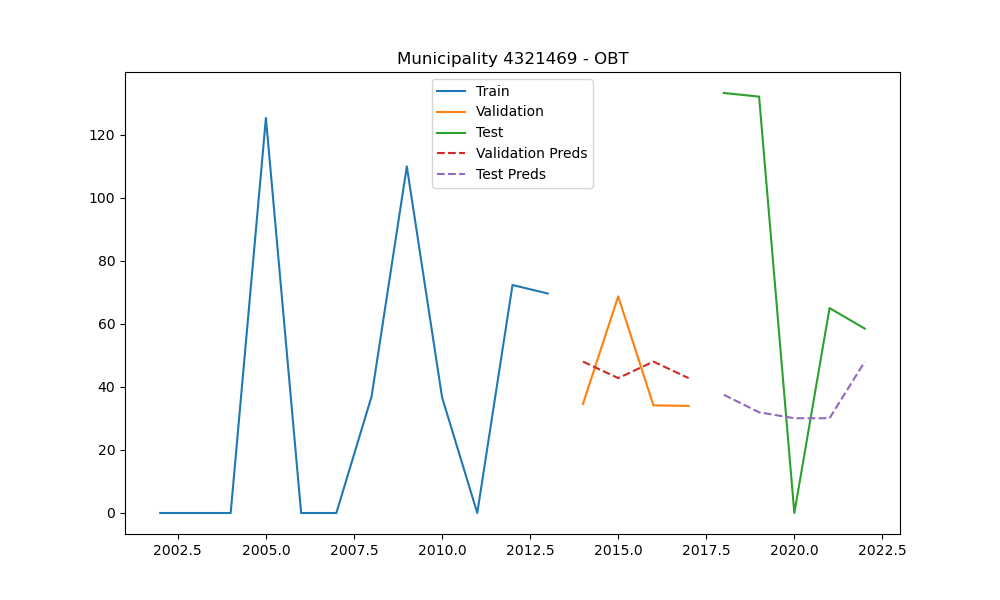 Municipality 4321469 - OBT
Train
Validation
Test
Validation Preds
Test Preds
120
100
80
60
40
20
0
2002.5 2005.0 2007.5 2010.0 2012.5 2015.0 2017.5 2020.0 2022.5